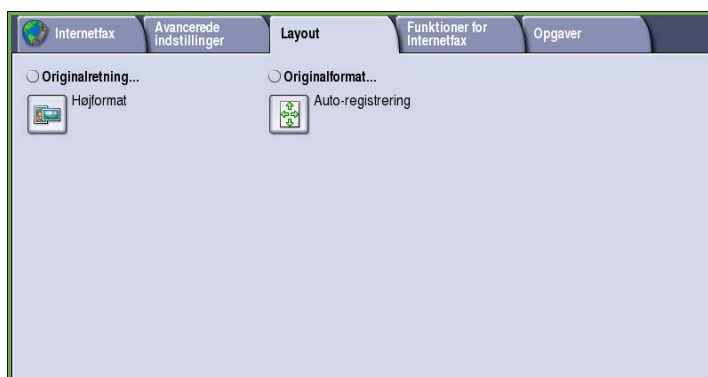 Internetfax
Avancerede
indstillinger
Layout
Funktioner for
Internetfax
Opgaver
Originalretning...
Højformat
Originalformat...
Auto-registrering